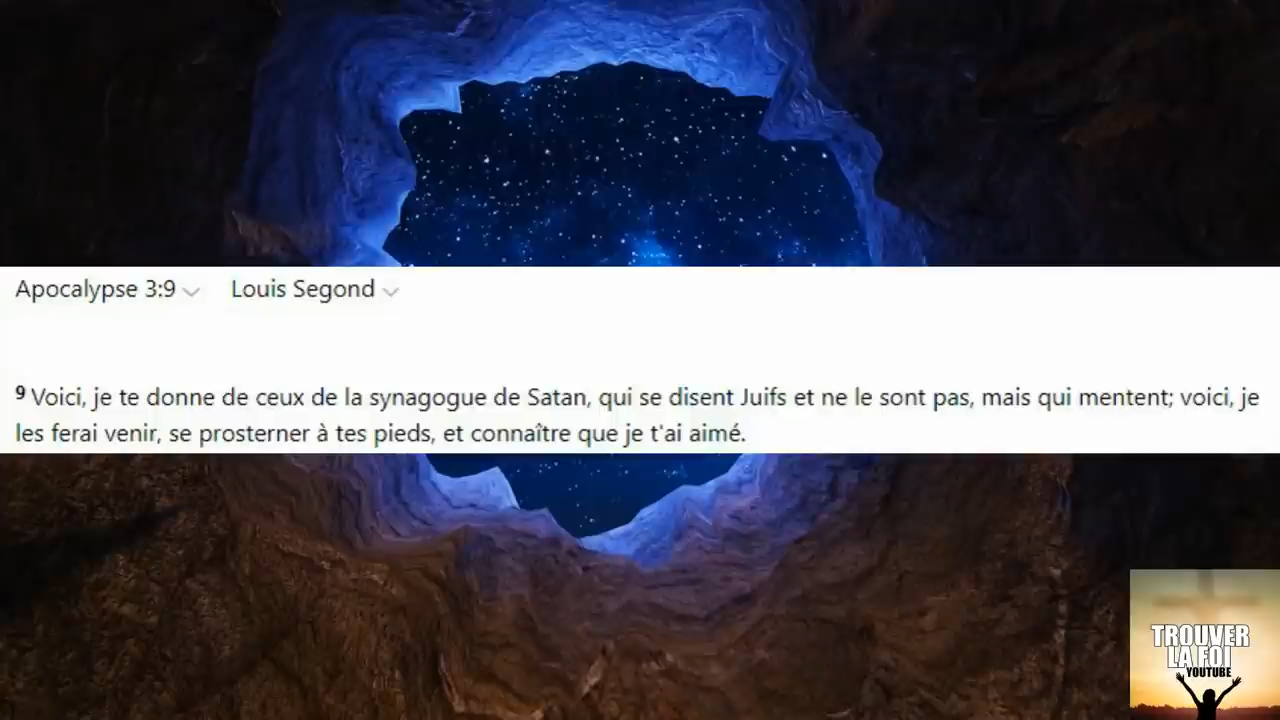 Apocalypse 3:9 Louis Segond
9 Voici, je te donne de ceux de la synagogue de Satan, qui se disent Juifs et ne le sont pas, mais qui mentent; voici, je
les ferai venir, se prosterner à tes pieds, et connaître que je t'ai aimé.
TROUVER
LA FOI
YOUTUBE